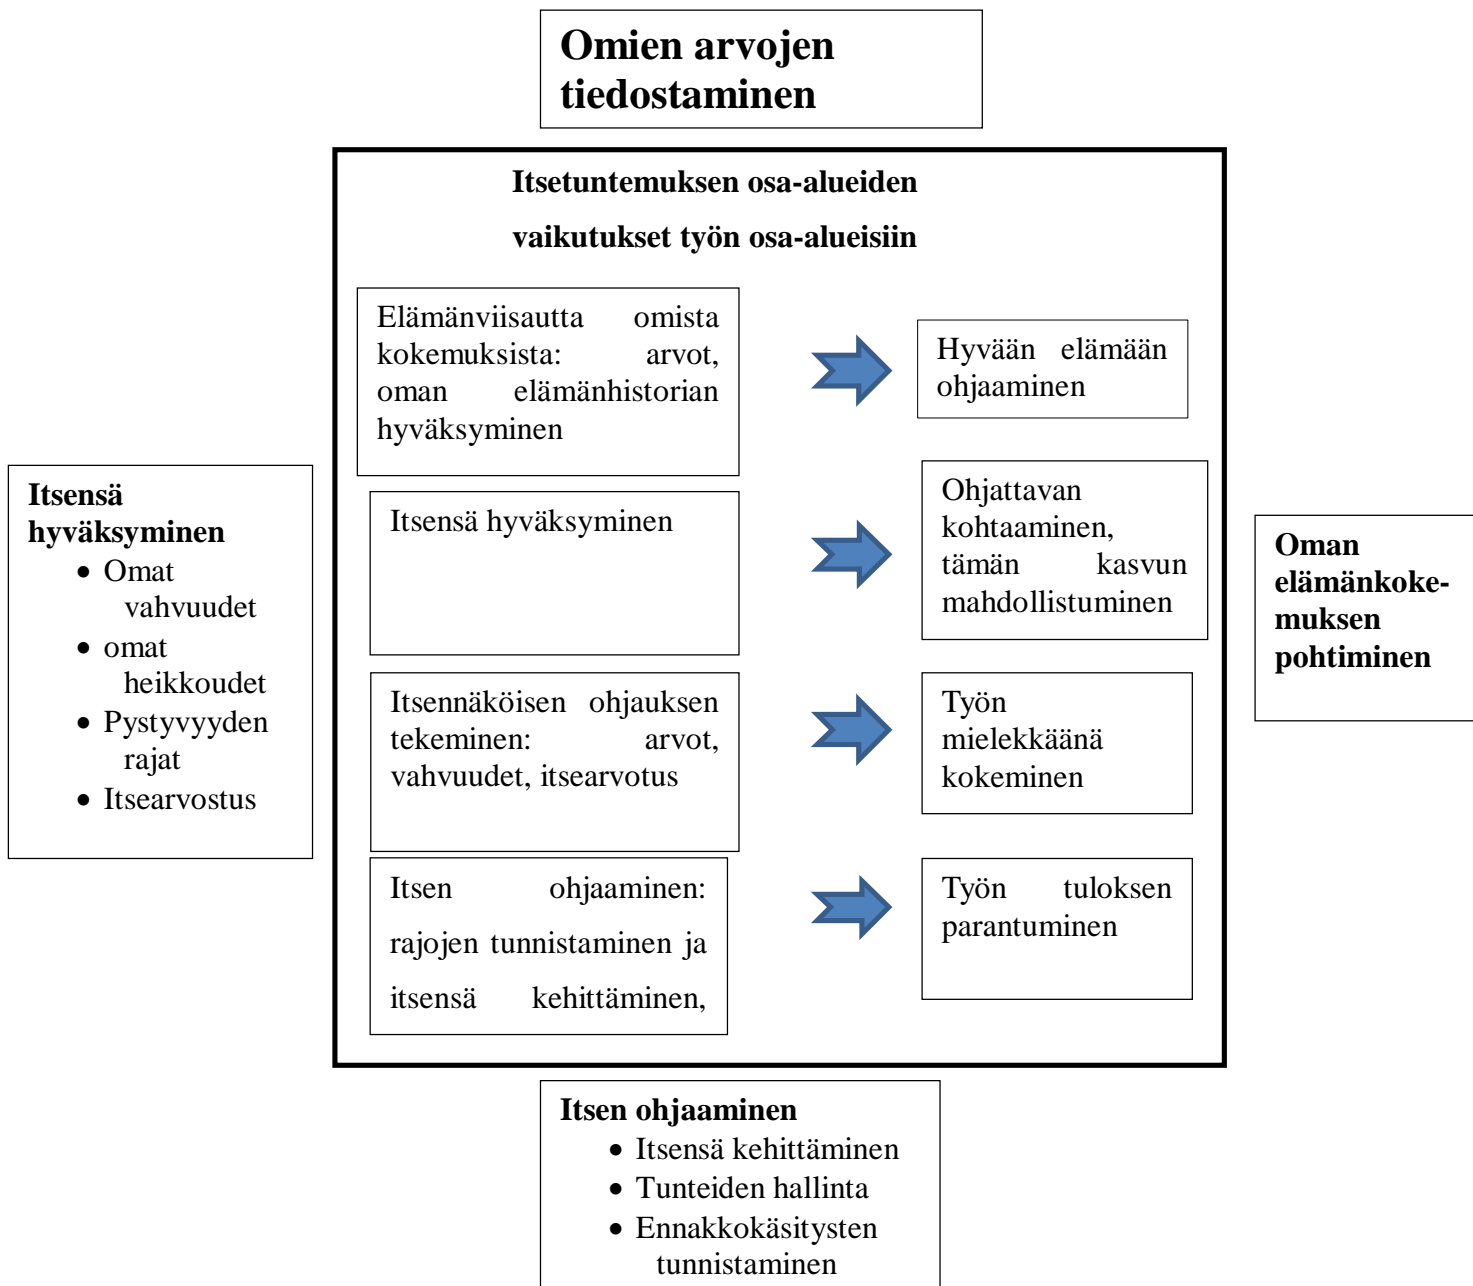 Omien arvojen
tiedostaminen
Itsetuntemuksen osa-alueiden
vaikutukset työn osa-alueisiin
Elämänviisautta omista
kokemuksista: arvot,
oman elämänhistorian
hyväksyminen
Hyvään elämään
ohjaaminen
Itsensä hyväksyminen
Ohjattavan
kohtaaminen,
tämän kasvun
mahdollistuminen
Itsennäköisen ohjauksen
tekeminen: arvot,
vahvuudet, itsearvotus
Työn
mielekkäänä
kokeminen
Itsen ohjaaminen:
rajojen tunnistaminen ja
itsensä kehittäminen,
Työn tuloksen
parantuminen
Itsensä
hyväksyminen
• Omat
vahvuudet
• omat
heikkoudet
• Pystyvyyden
rajat
• Itsearvostus
Oman
elämänkoke-
muksen
pohtiminen
Itsen ohjaaminen
• Itsensä kehittäminen
• Tunteiden hallinta
• Ennakkokäsitysten
tunnistaminen